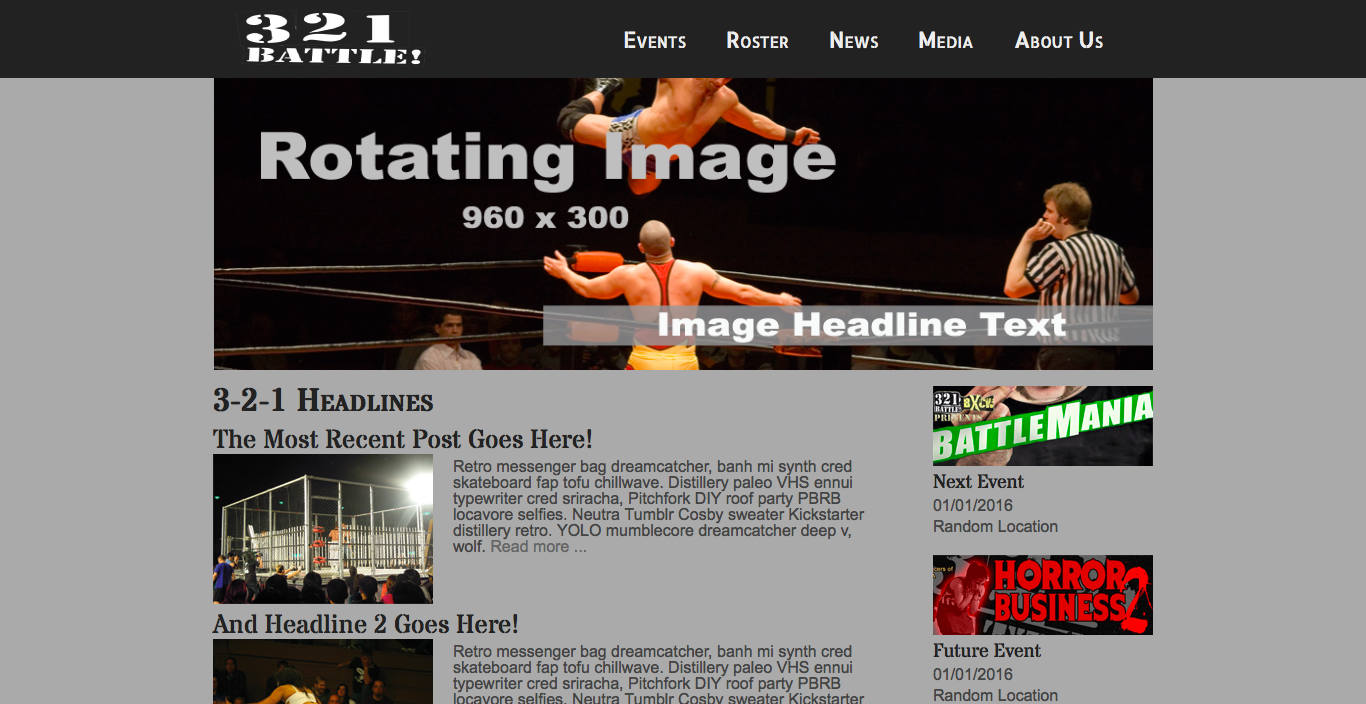 3 2 1
BATTLE!
Events Roster News Media About Us
Rotating Image
960 x 300
Image Headline Text
3-2-1 Headlines
The Most Recent Post Goes Here!
Retro messenger bag dreamcatcher, banh mi synth cred
skateboard fap tofu chillwave. Distillery paleo VHS ennui
typewriter cred sriracha, Pitchfork DIY roof party PBRB
locavore selfies. Neutra Tumblr Cosby sweater Kickstarter
distillery retro. YOLO mumblecore dreamcatcher deep v,
wolf. Read more ...
And Headline 2 Goes Here!
Retro messenger bag dreamcatcher, banh mi synth cred
skateboard fap tofu chillwave. Distillery paleo VHS ennui
typewriter cred sriracha, Pitchfork DIY roof party PBRB
locavore selfies. Neutra Tumblr Cosby sweater Kickstarter
321
BATTLE!
BXCW
PRESENTS
BATTLEMANIA
Next Event
01/01/2016
Random Location
HORROR
BUSINESS 2
Future Event
01/01/2016
Random Location